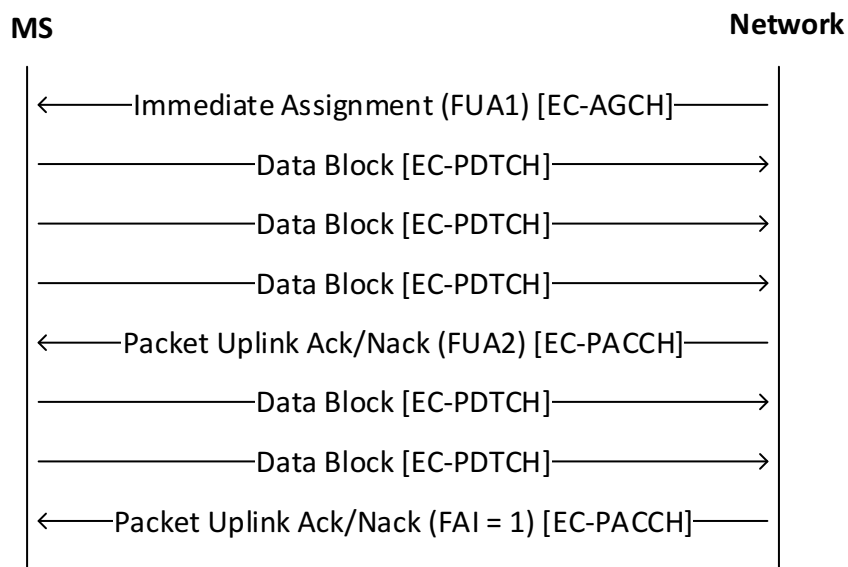 MS
Network
Immediate Assignment (FUA1) [EC-AGCH]
Data Block [EC-PDTCH]
Data Block [EC-PDTCH]
Data Block [EC-PDTCH]
Packet Uplink Ack/Nack (FUA2) [EC-PACCH]
Data Block [EC-PDTCH]
Data Block [EC-PDTCH]
Packet Uplink Ack/Nack (FAI = 1) [EC-PACCH]